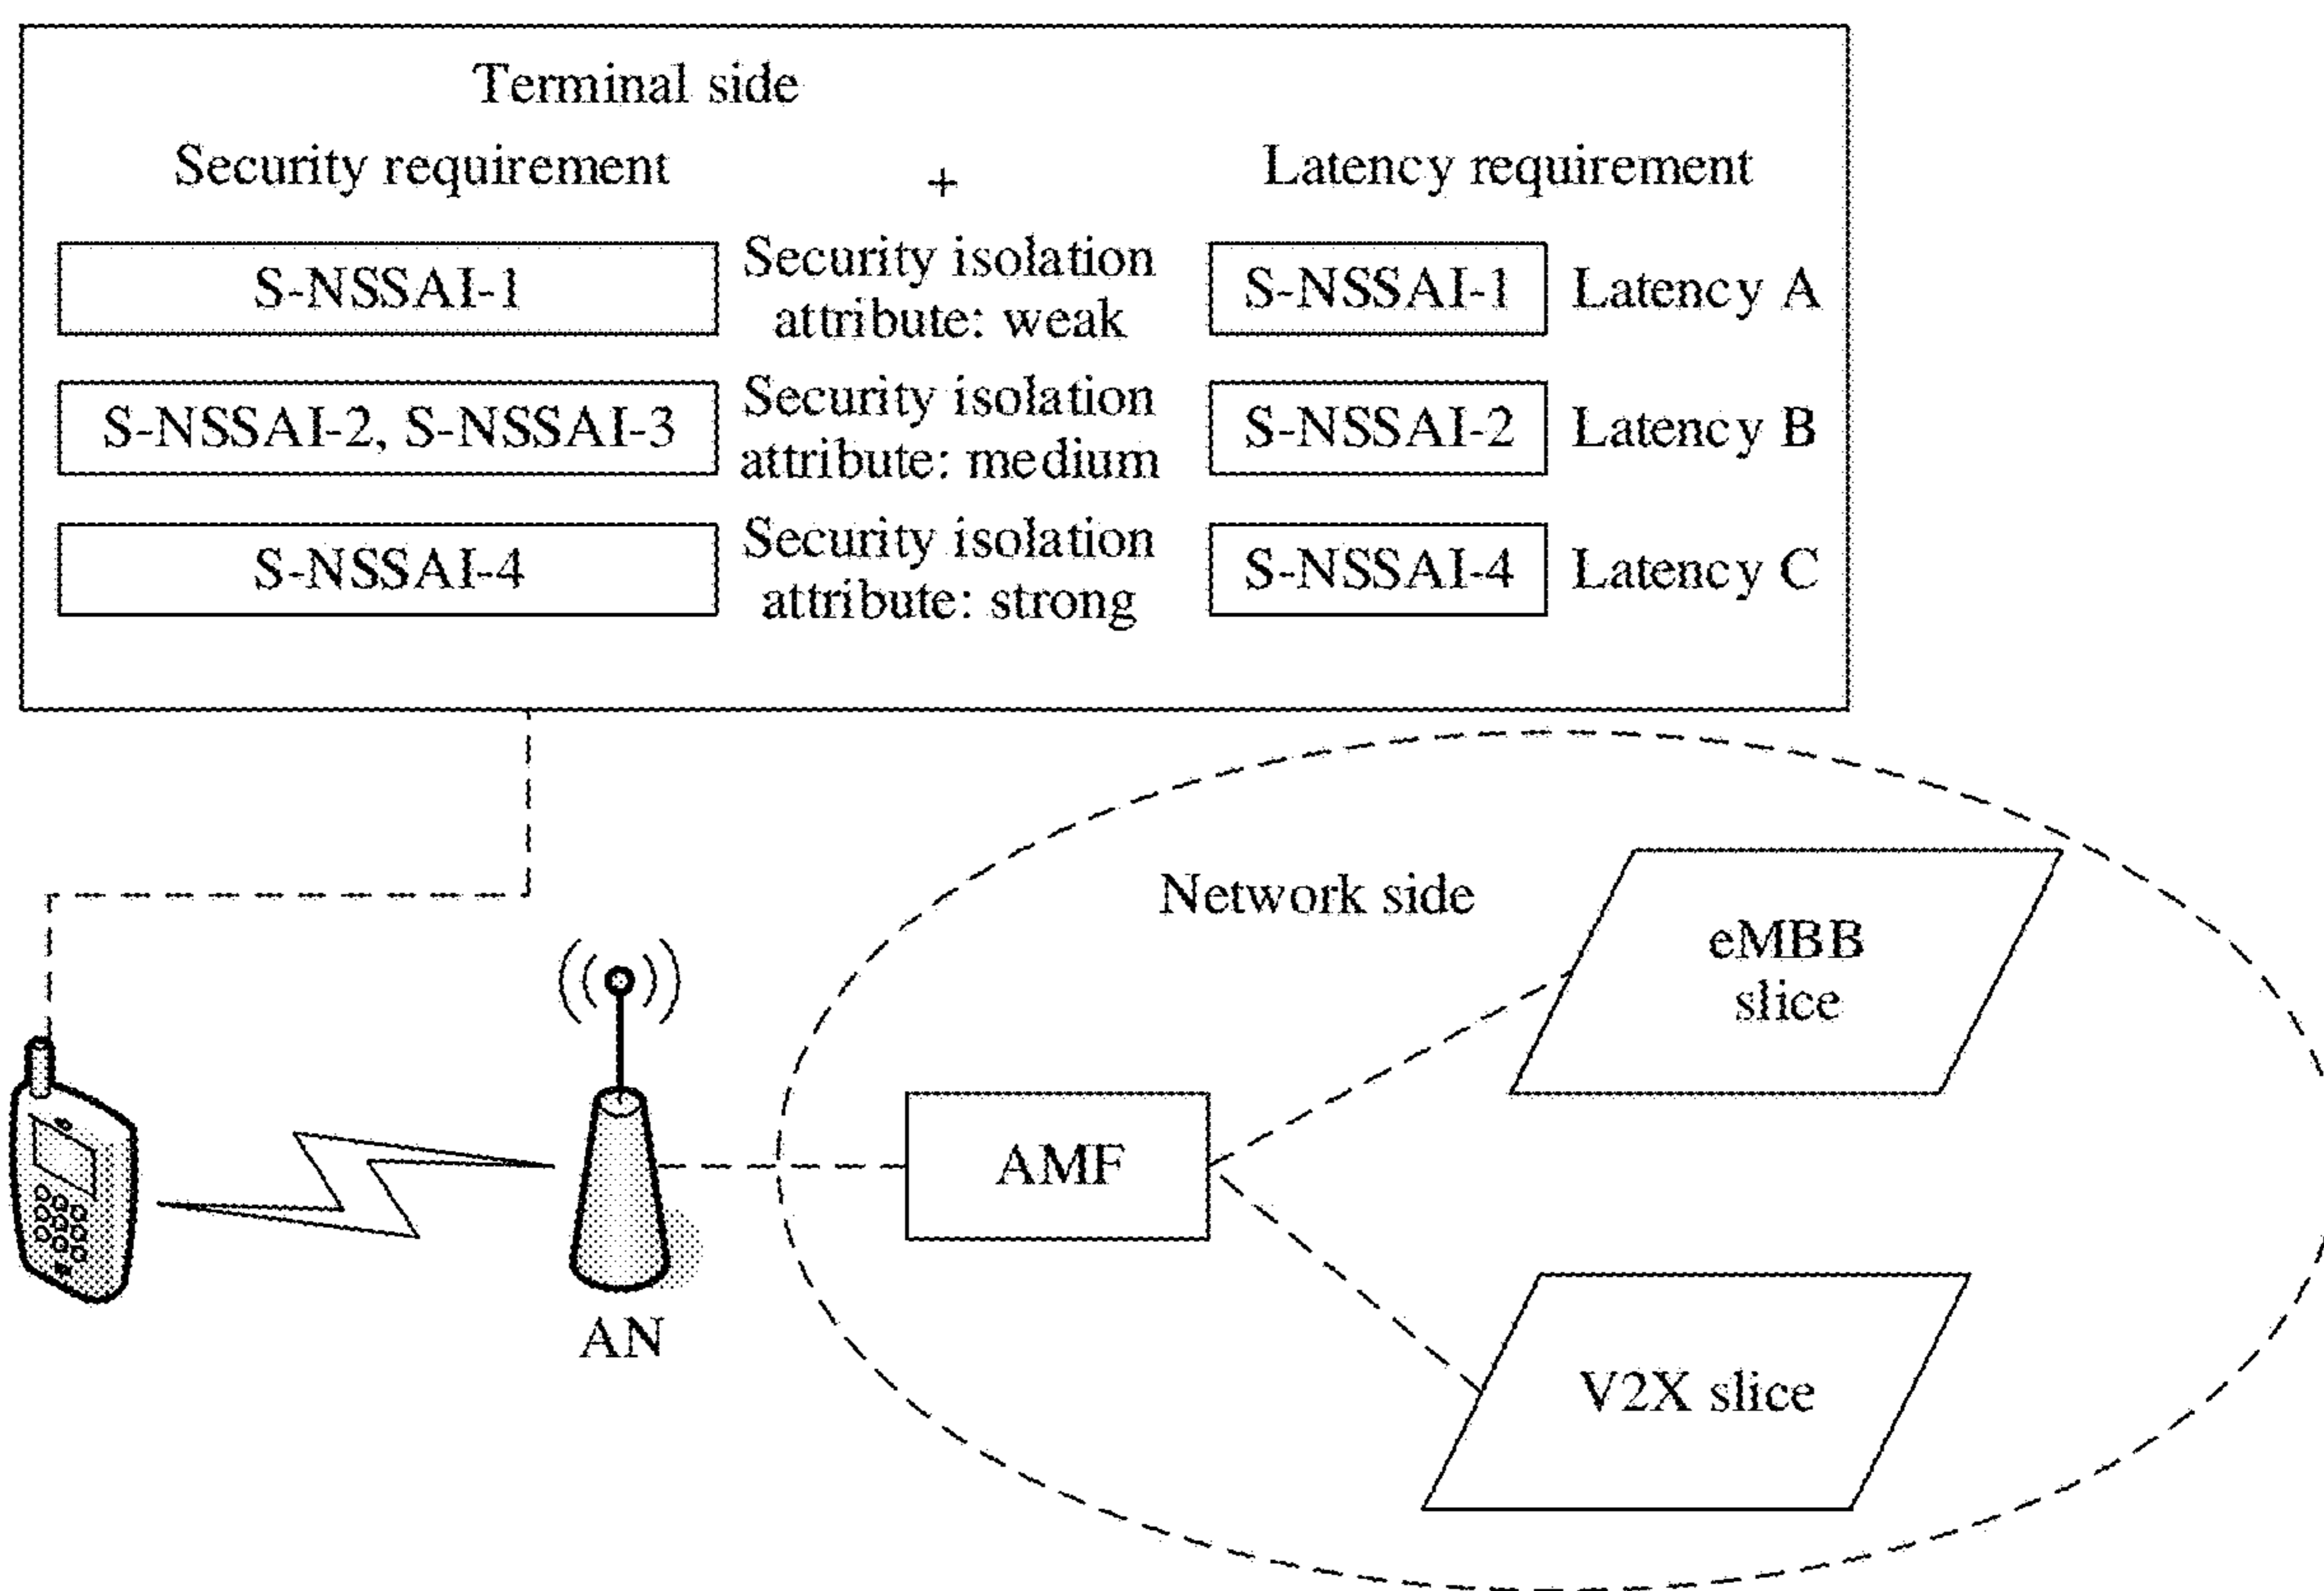 Terminal side
Security requirement + Latency requirement
S-NSSAI-1
Security isolation
attribute: weak
S-NSSAI-1 Latency A
S-NSSAI-2, S-NSSAI-3
Security isolation
attribute: medium
S-NSSAI-2 Latency B
S-NSSAI-4
Security isolation
attribute: strong
S-NSSAI-4 Latency C
Network side
eMBB
slice
AMF
AN
V2X slice